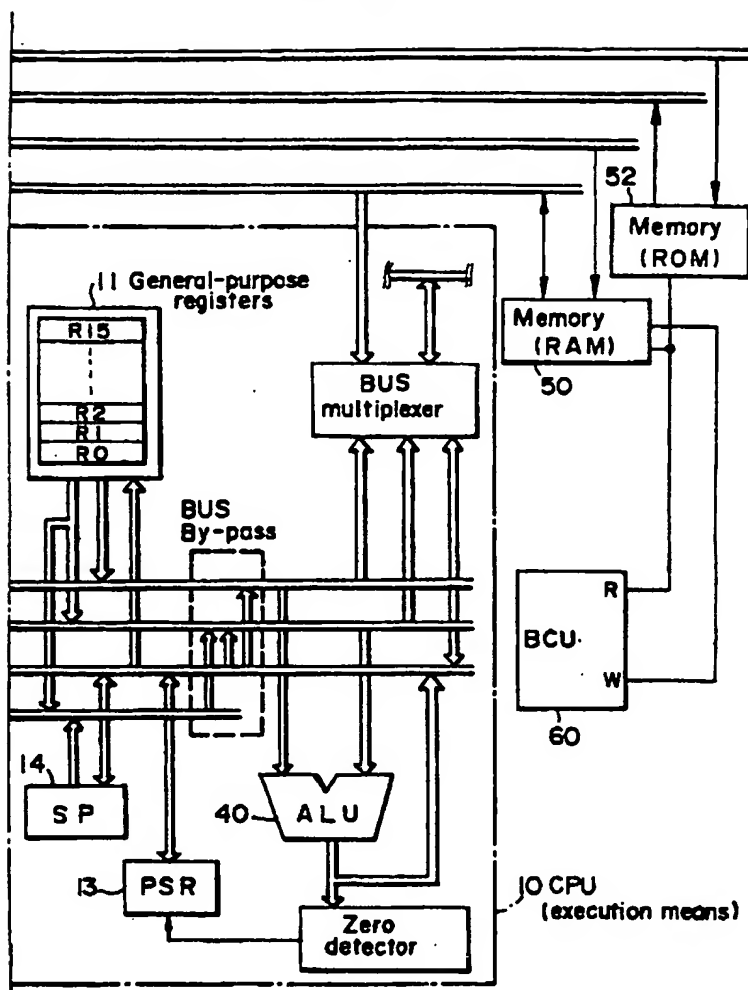 52
Memory
(ROM)
11 General-purpose
registers
R15
R2
R1
R0
Memory
(RAM)
50
BUS
multiplexer
BUS
By-pass
R
BCU
W
60
14
SP
40
ALU
13
PSR
10 CPU
(execution means)
Zero
detector